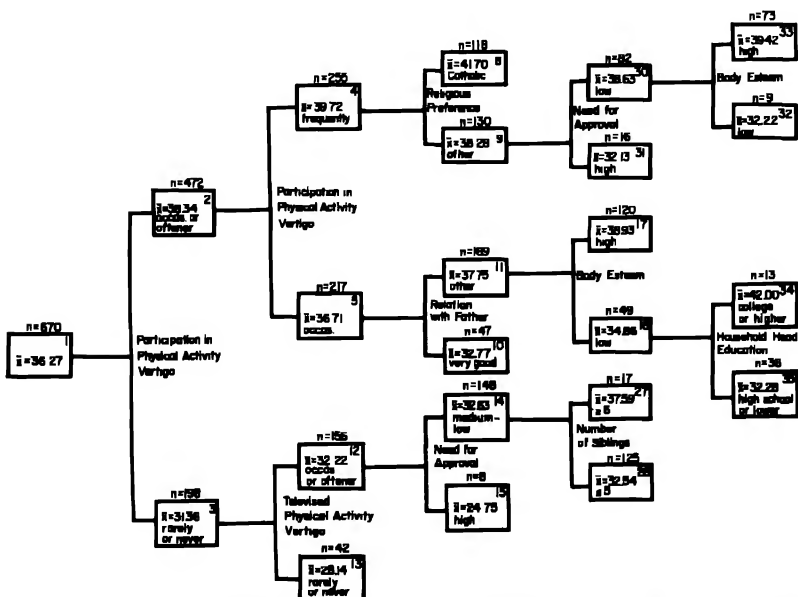 n=670
1
x̄=36 27
Participation in
Physical Activity
Vertigo
n=472
2
x̄=38.34
occas. or
oftener
Participation in
Physical Activity
Vertigo
n=255
4
x̄=39 72
frequently
Religious
Preference
n=118
8
x̄=41 70
Catholic
n=130
9
x̄=38 28
other
Need for
Approval
n=82
30
x̄=38.63
low
Body Esteem
n=73
33
x̄=39.42
high
n=9
32
x̄=32.22
low
n=16
31
x̄=32 13
high
n=217
5
x̄=36 71
occas.
Relation
with Father
n=169
11
x̄=37 75
other
Body Esteem
n=120
17
x̄=38.93
high
n=49
x̄=34.86
low
Household Head
Education
n=13
34
x̄=42.00
college
or higher
n=36
x̄=32.28
high school
or lower
n=47
10
x̄=32.77
very good
n=198
3
x̄=31 36
rarely
or never
Televised
Physical Activity
Vertigo
n=156
12
x̄=32 22
occas
or oftener
Need for
Approval
n=148
14
x̄=32 63
medium-
low
Number
of Siblings
n=17
27
x̄=37.59
≥ 6
n=125
x̄=32.54
≤ 5
n=8
15
x̄=24 75
high
n=42
13
x̄=28.14
rarely
or never